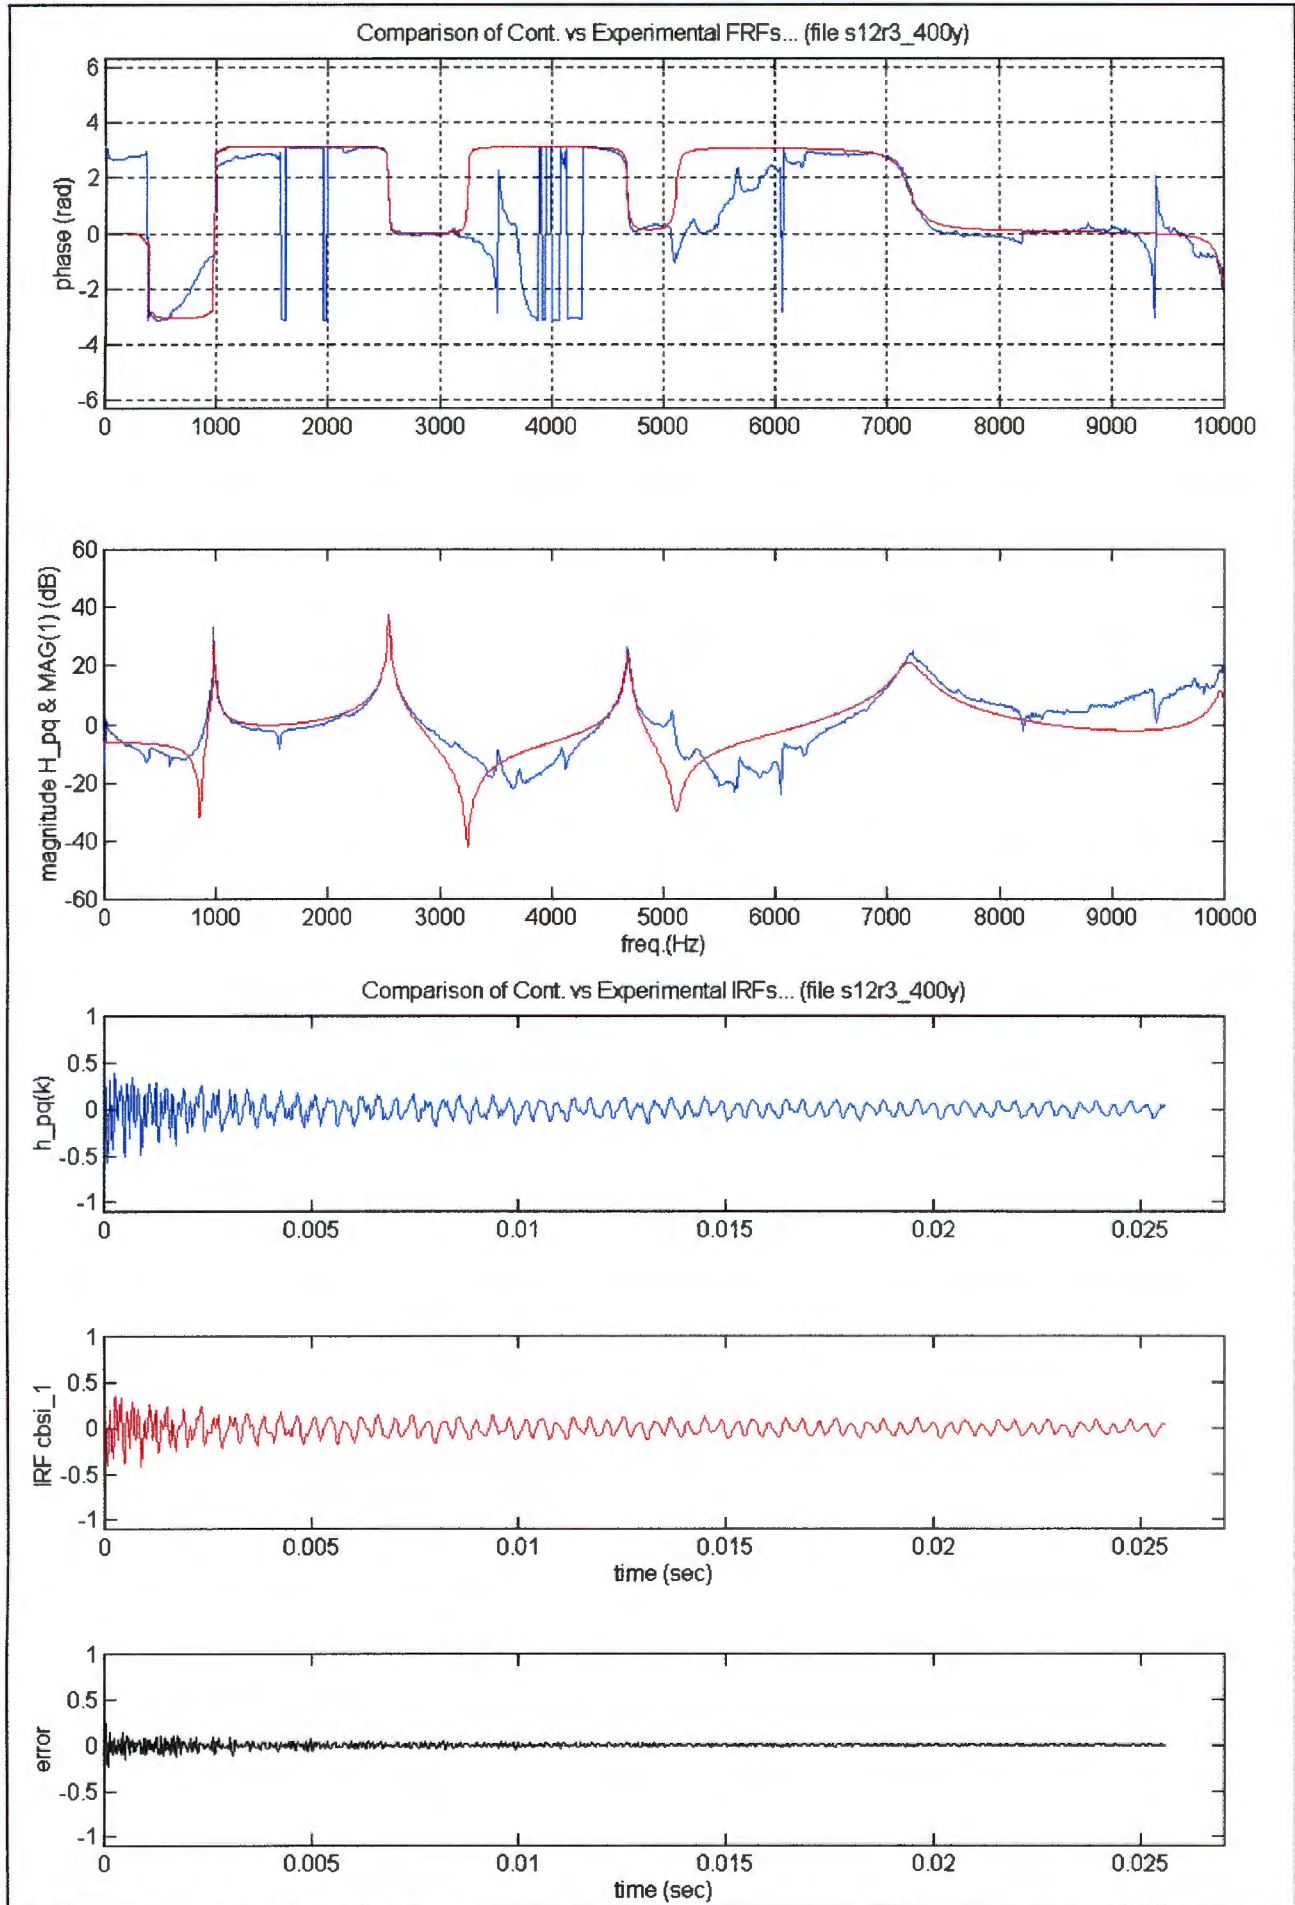 Comparison of Cont. vs Experimental FRFs... (file s12r3_400y)
phase (rad)
6
4
2
0
-2
-4
-6
0 1000 2000 3000 4000 5000 6000 7000 8000 9000 10000
magnitude H_pq & MAG(1) (dB)
60
40
20
0
-20
-40
-60
0 1000 2000 3000 4000 5000 6000 7000 8000 9000 10000
freq.(Hz)
Comparison of Cont. vs Experimental IRFs... (file s12r3_400y)
h_pq(k)
1
0.5
0
-0.5
-1
0 0.005 0.01 0.015 0.02 0.025
IRF cbsi_1
1
0.5
0
-0.5
-1
0 0.005 0.01 0.015 0.02 0.025
time (sec)
error
1
0.5
0
-0.5
-1
0 0.005 0.01 0.015 0.02 0.025
time (sec)